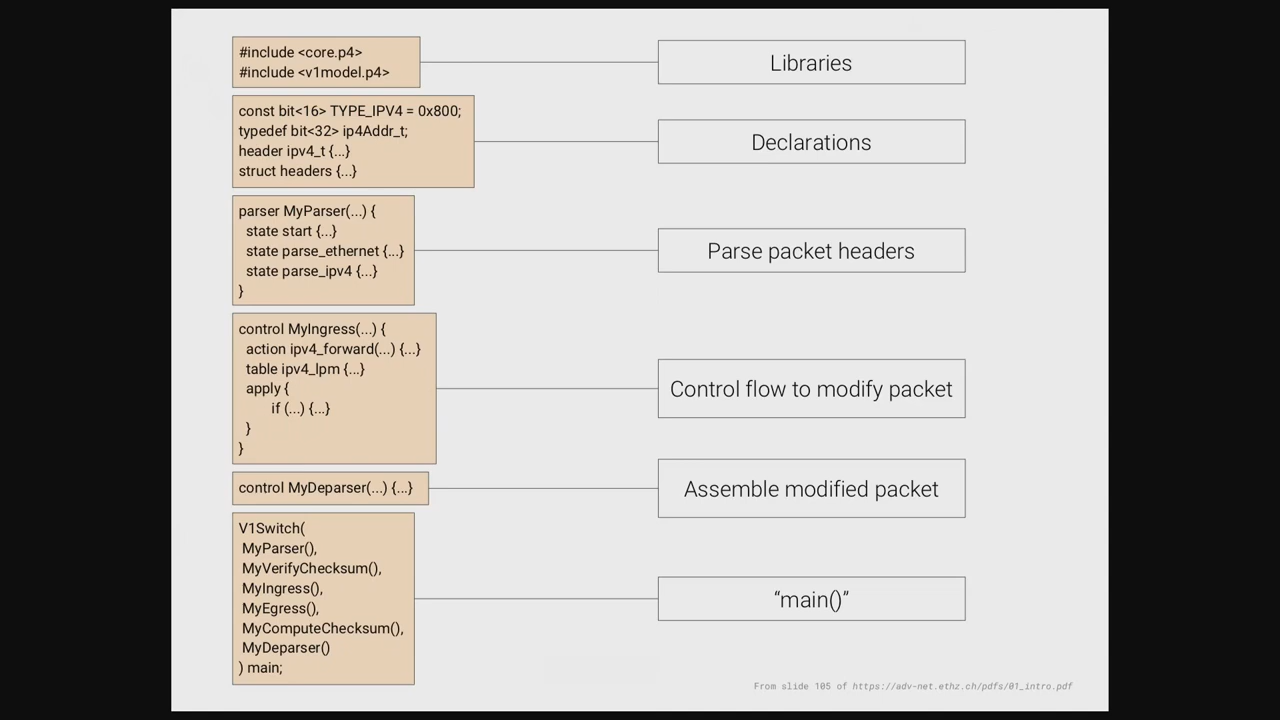 #include <core.p4>
#include <v1model.p4>
Libraries
const bit<16> TYPE_IPV4 = 0x800;
typedef bit<32> ip4Addr_t;
header ipv4_t {...}
struct headers {...}
Declarations
parser MyParser(...) {
state start {...}
state parse_ethernet {...}
state parse_ipv4 {...}
}
Parse packet headers
control MyIngress(...) {
action ipv4_forward(...) {...}
table ipv4_lpm {...}
apply {
if (...) {...}
}
}
Control flow to modify packet
control MyDeparser(...) {...}
Assemble modified packet
V1Switch(
MyParser(),
MyVerifyChecksum(),
MyIngress(),
MyEgress(),
MyComputeChecksum(),
MyDeparser()
) main;
“main()”
From slide 105 of https://adv-net.ethz.ch/pdfs/01_intro.pdf